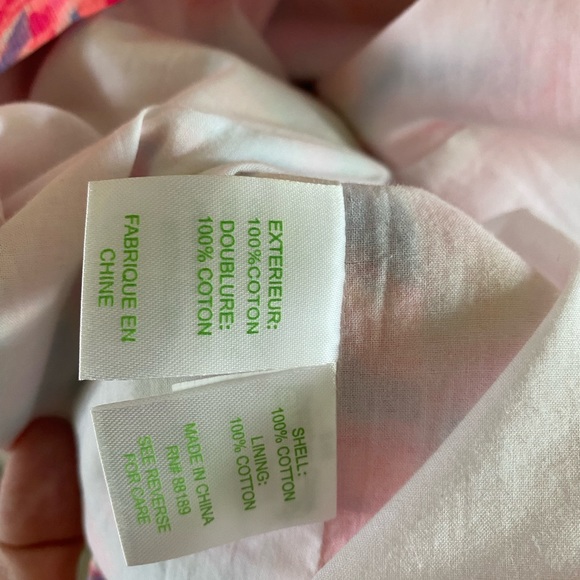 EXTERIEUR:
100%COTON
DOUBLURE:
100% COTON
FABRIQUE EN
CHINE
SHELL:
100% COTTON
LINING:
100% COTTON
MADE IN CHINA
RN# 88189
SEE REVERSE
FOR CARE